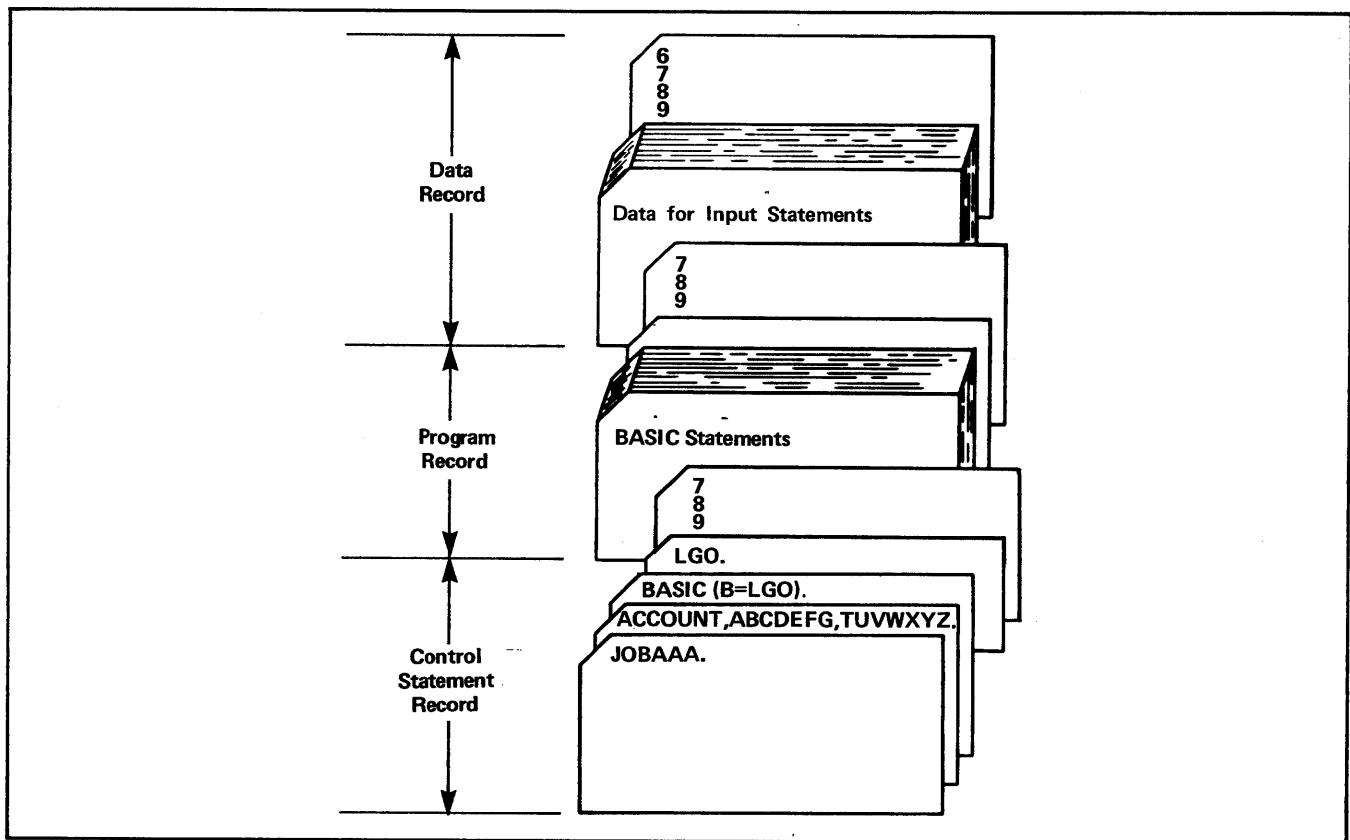 6
7
8
9
Data
Record
Data for Input Statements
7
8
9
Program
Record
BASIC Statements
7
8
9
LGO.
BASIC (B=LGO).
ACCOUNT,ABCDEFG,TUVWXYZ.
JOBAAA.
Control
Statement
Record